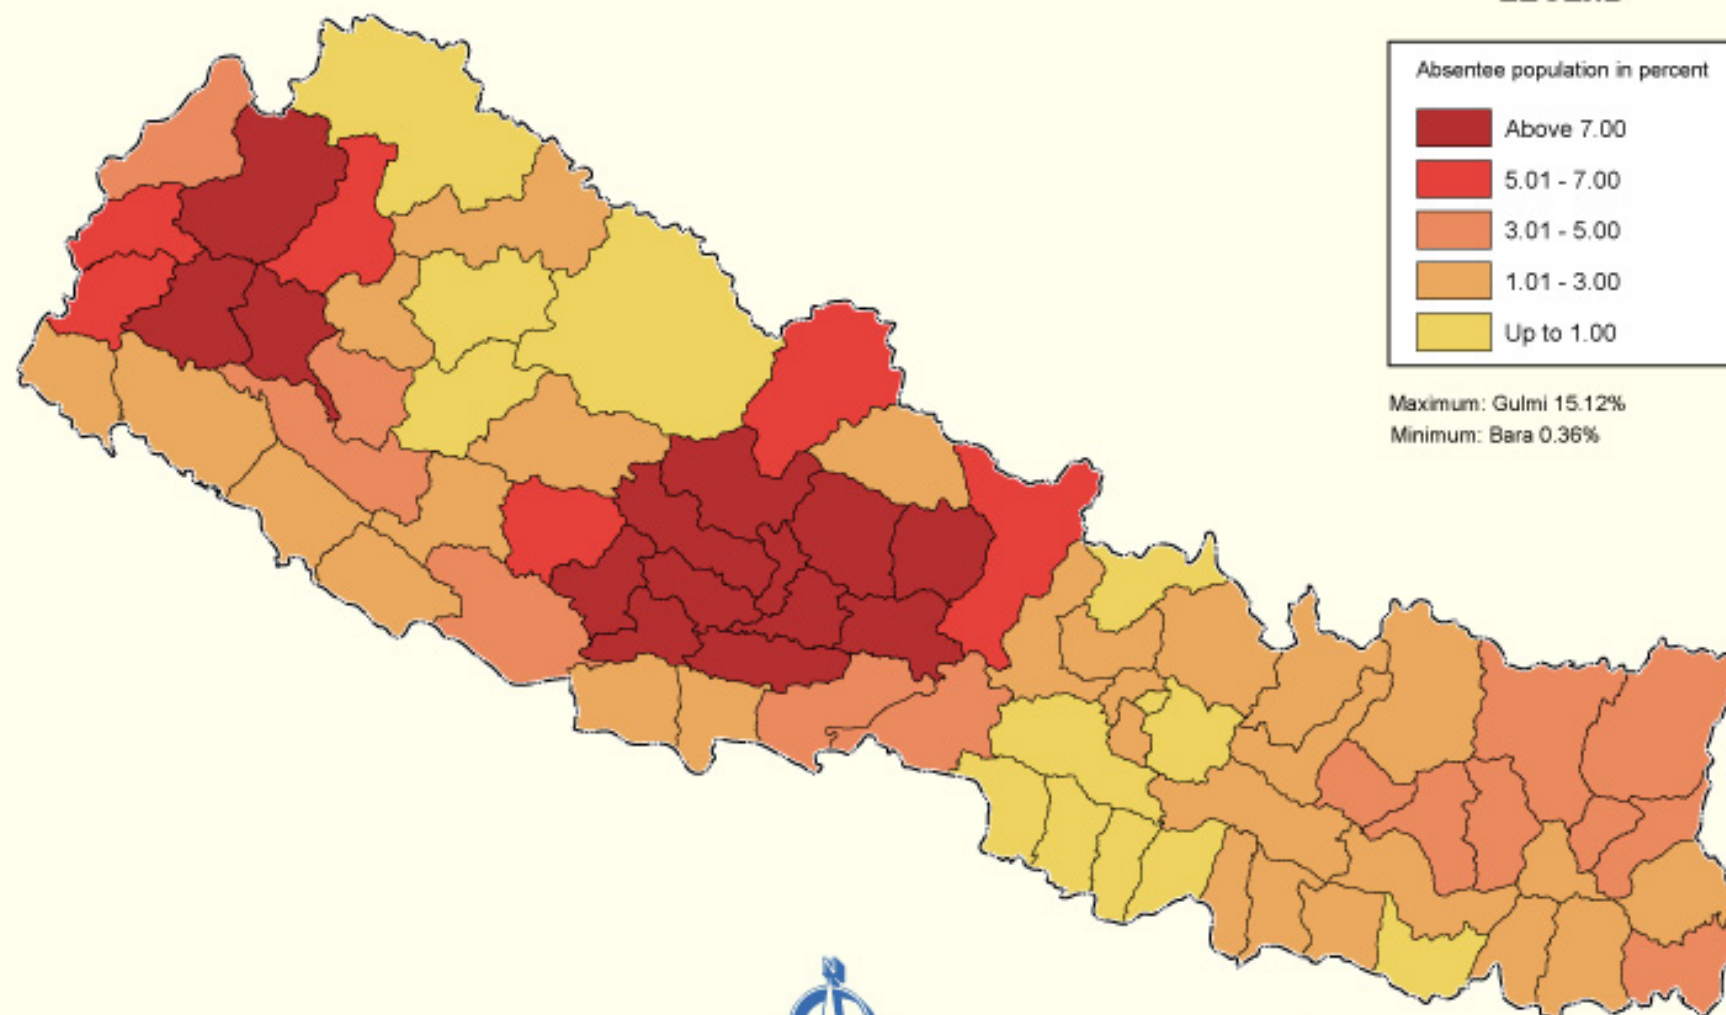 Absentee population in percent
Above 7.00
5.01 - 7.00
3.01 - 5.00
1.01 - 3.00
Up to 1.00
Maximum: Gulmi 15.12%
Minimum: Bara 0.36%
N